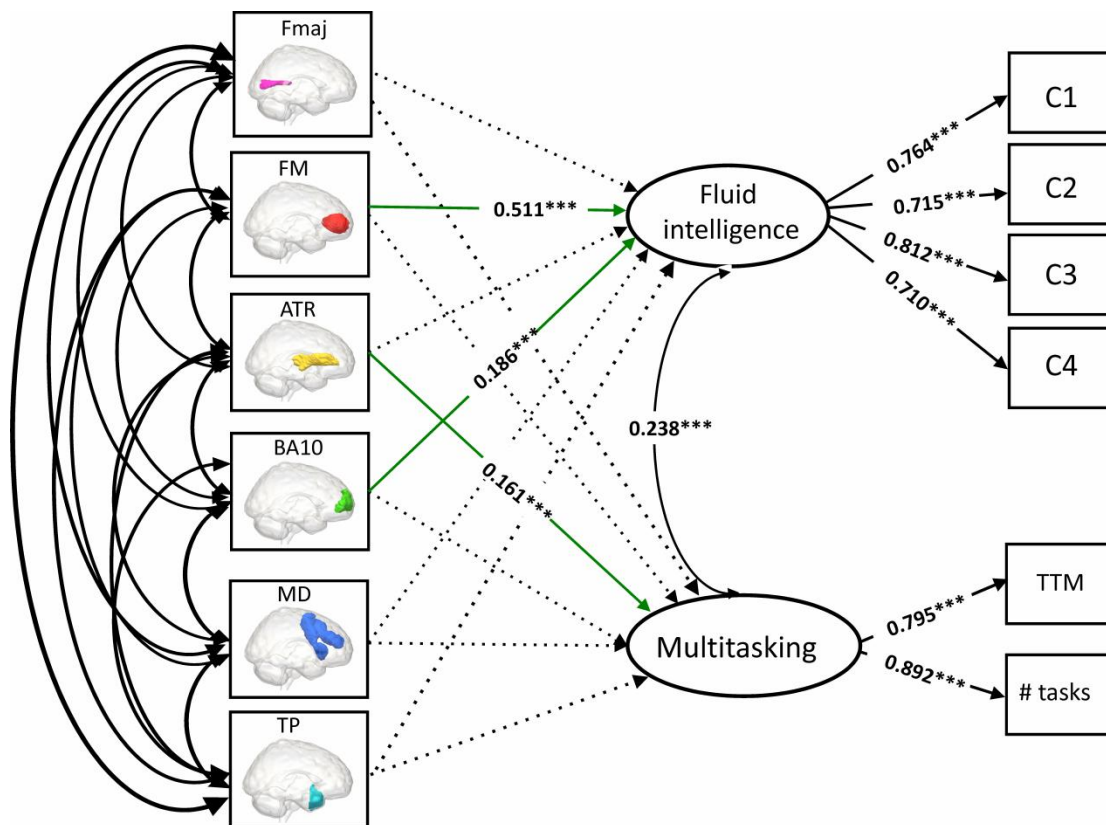 Fmaj
FM
ATR
BA10
MD
TP
0.511***
0.186***
0.161***
Fluid
intelligence
0.238***
Multitasking
0.764***
0.715***
0.812***
0.710***
C1
C2
C3
C4
0.795***
0.892***
TTM
# tasks